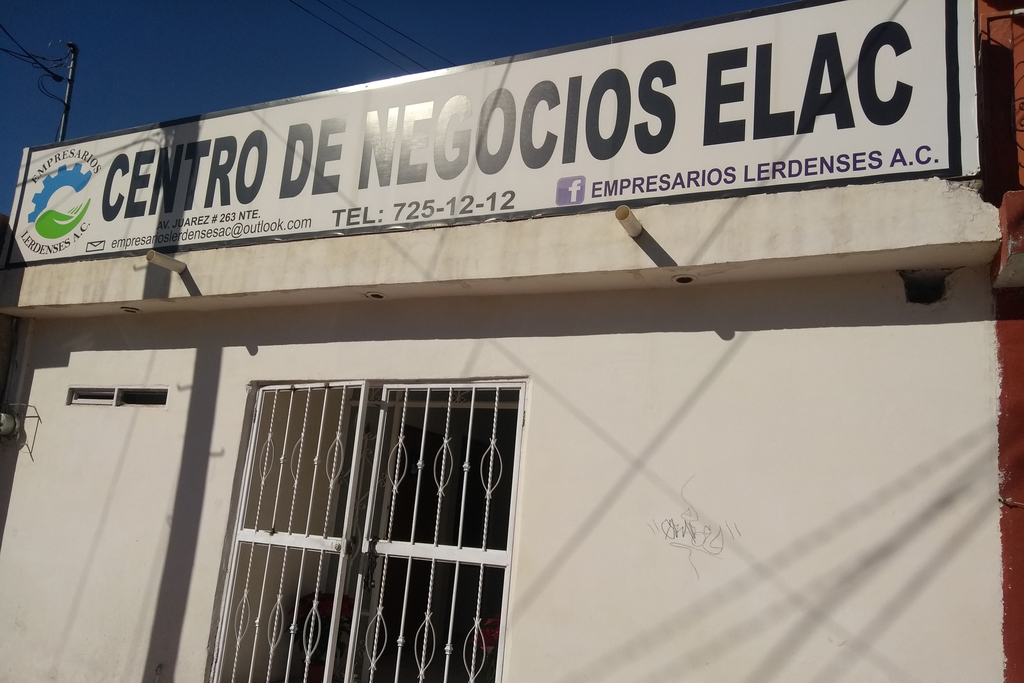 EMPRESARIOS
LERDENSES A.C.
CENTRO DE NEGOCIOS ELAC
AV. JUAREZ # 263 NTE.
empresarioslerdensesac@outlook.com
TEL: 725-12-12
f EMPRESARIOS LERDENSES A.C.